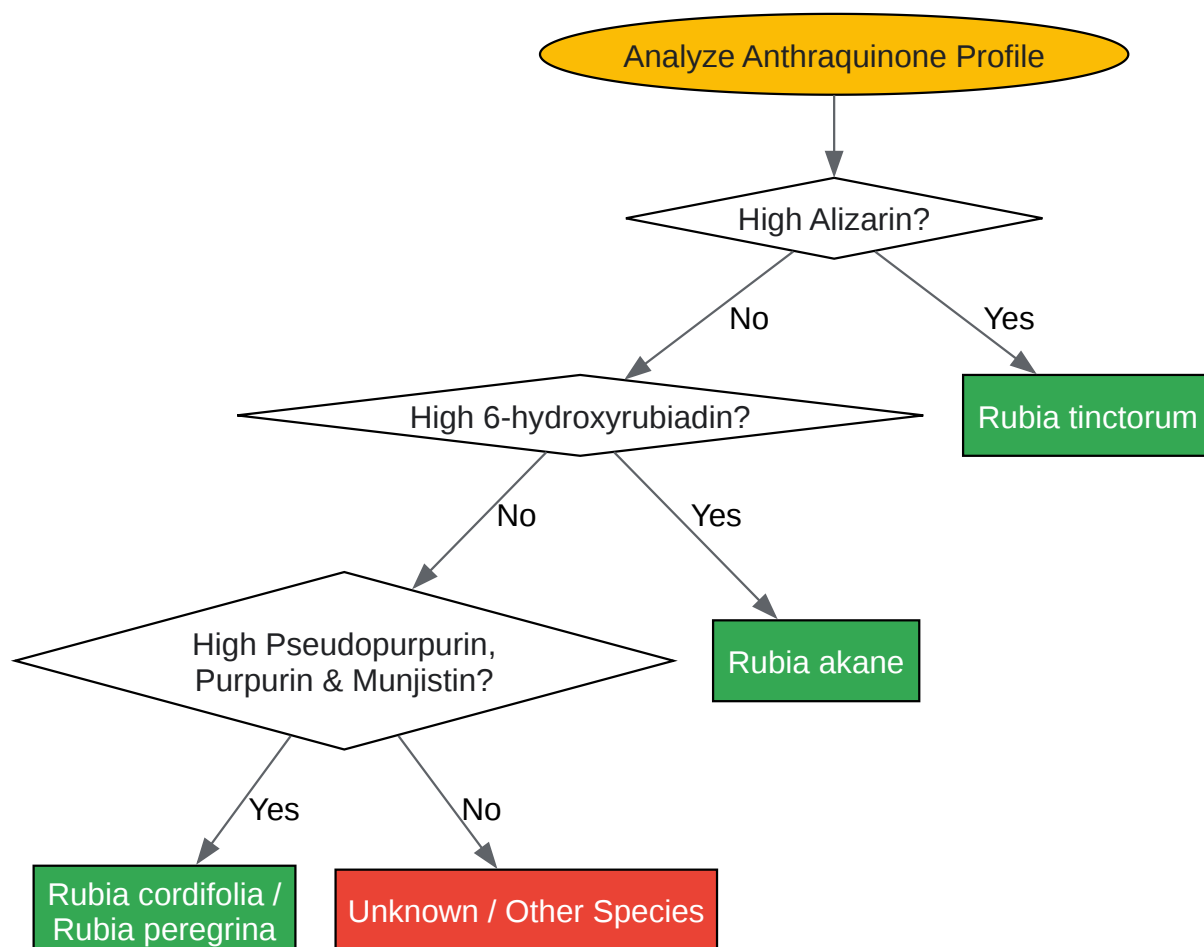 Analyze Anthraquinone Profile
High Alizarin?
No
Yes
High 6-hydroxyrubiadin?
Rubia tinctorum
No
Yes
High Pseudopurpurin,
Purpurin & Munjistin?
Rubia akane
Yes
No
Rubia cordifolia /
Rubia peregrina
Unknown / Other Species